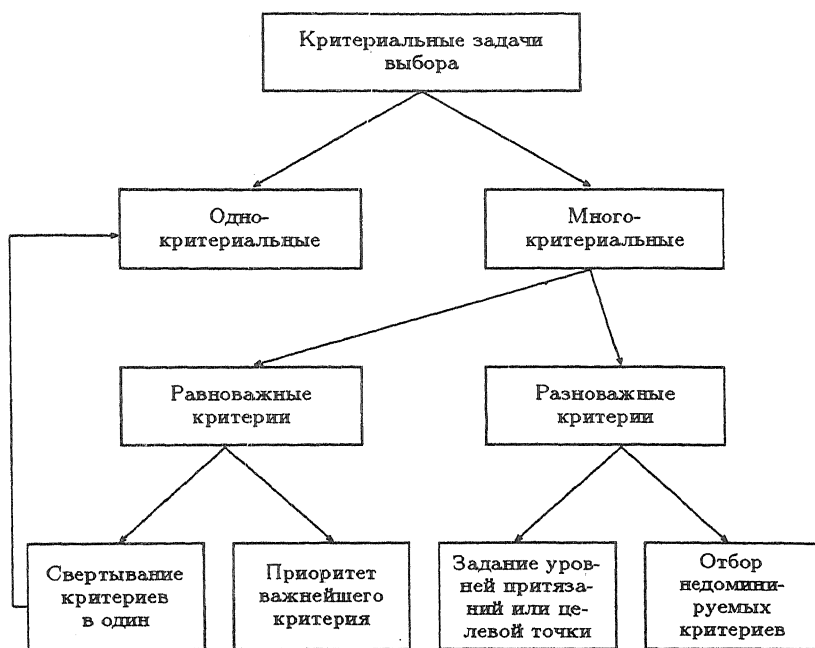 Критериальные задачи
выбора
Одно-
критериальные
Много-
критериальные
Равноважные
критерии
Разноважные
критерии
Свертывание
критериев
в один
Приоритет
важнейшего
критерия
Задание уров-
ней притяза-
ний или це-
левой точки
Отбор
недомини-
руемых
критериев